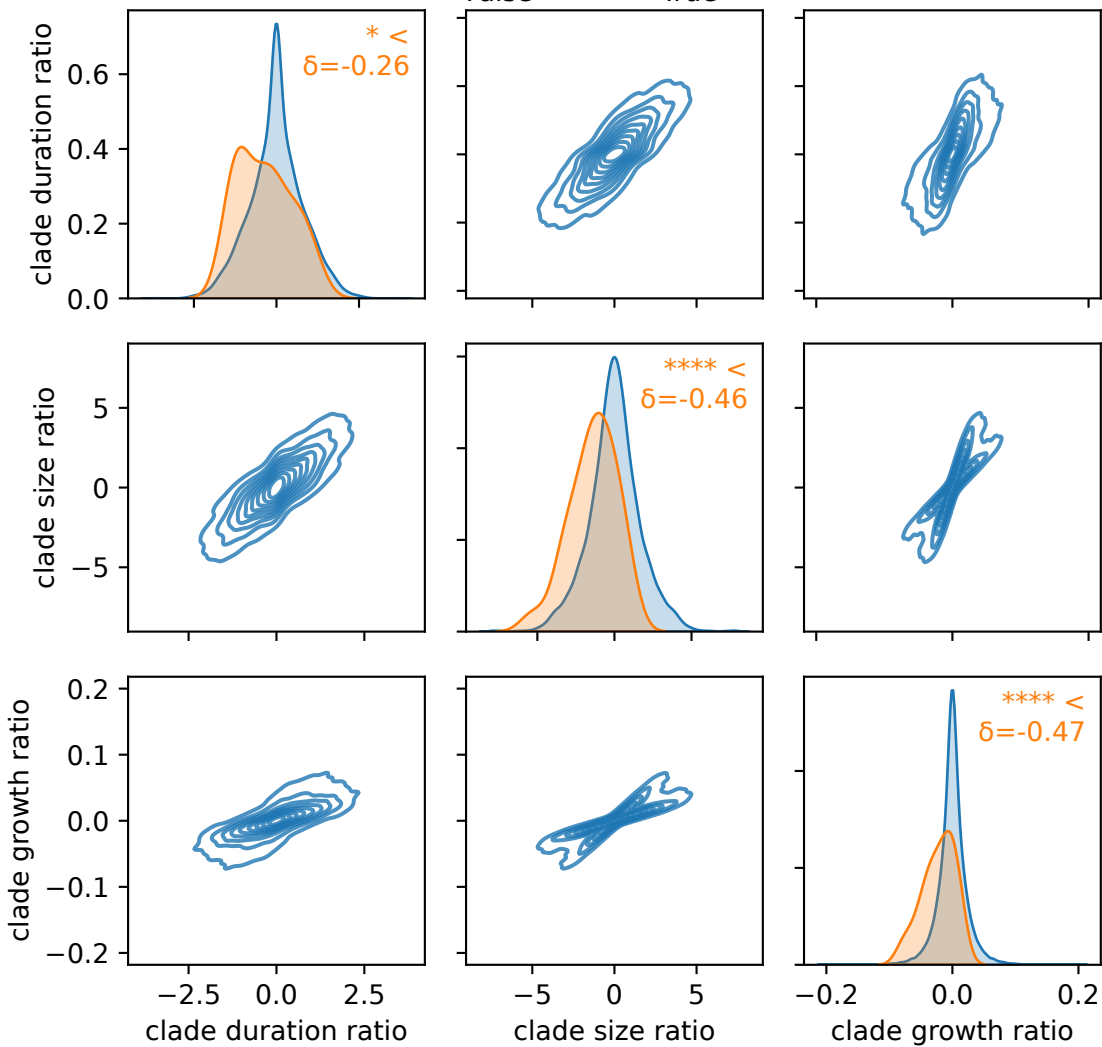 clade duration ratio
0.6
0.4
0.2
0.0
* <
δ=-0.26
clade size ratio
5
0
−5
**** <
δ=-0.46
clade growth ratio
0.2
0.1
0.0
−0.1
−0.2
**** <
δ=-0.47
−2.5 0.0 2.5
clade duration ratio
−5 0 5
clade size ratio
−0.2 0.0 0.2
clade growth ratio